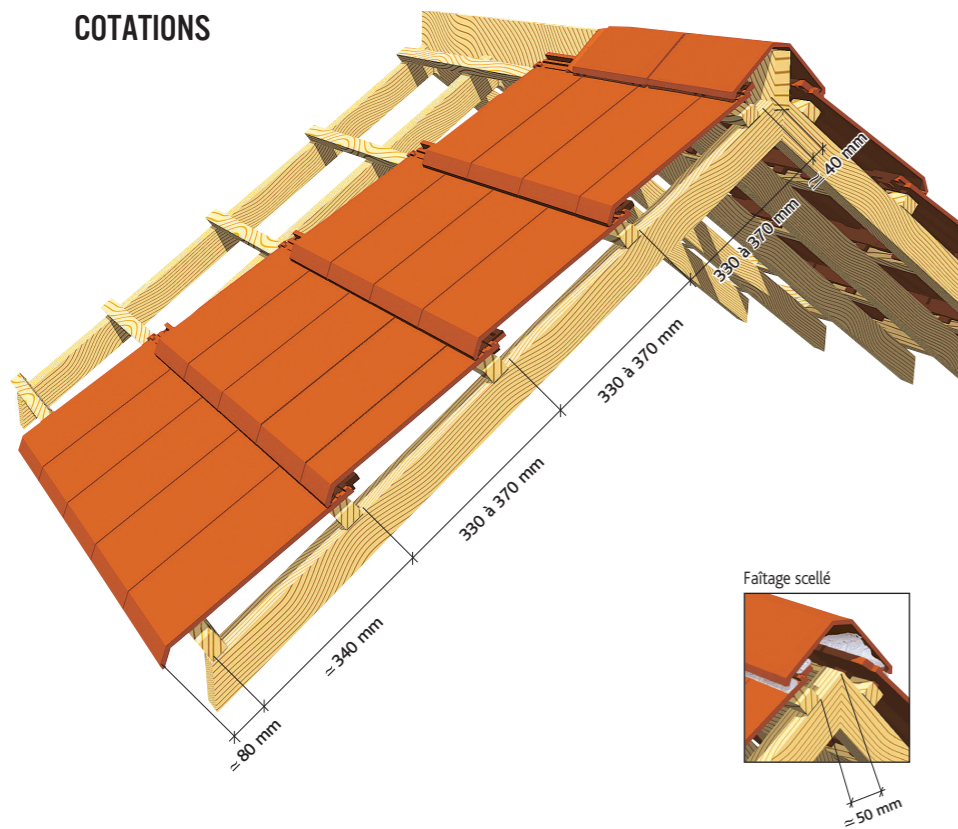 COTATIONS
≃ 40 mm
330 à 370 mm
330 à 370 mm
330 à 370 mm
≃ 340 mm
≃ 80 mm
Faîtage scellé
≃ 50 mm